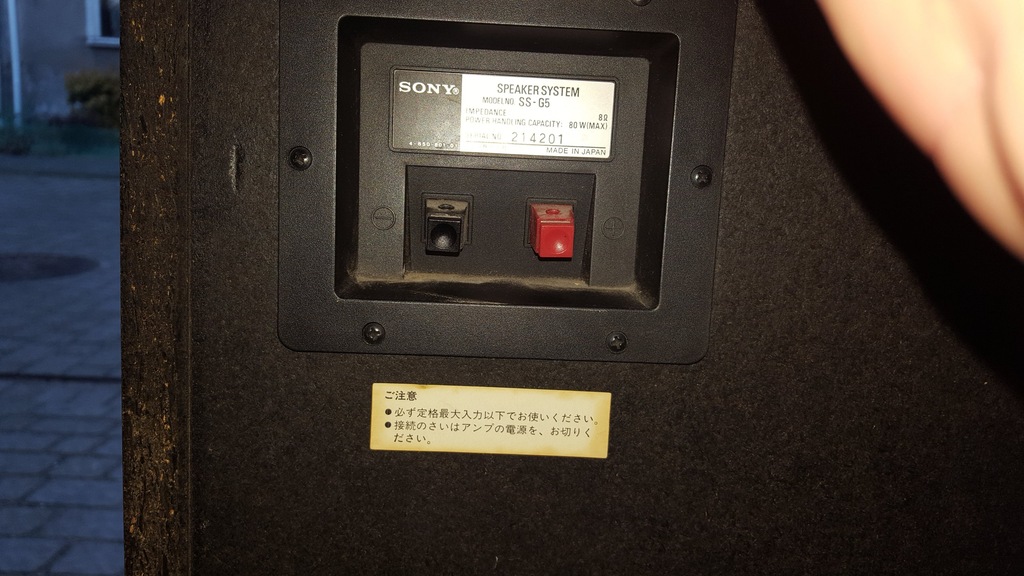 SONY®
SPEAKER SYSTEM
MODEL NO. SS-G5
IMPEDANCE 8Ω
POWER HANDLING CAPACITY: 80W(MAX)
SERIAL NO. 214201
MADE IN JAPAN
ご注意
●必ず定格最大入力以下でお使いください。
●接続のさいはアンプの電源を、お切りく
ださい。